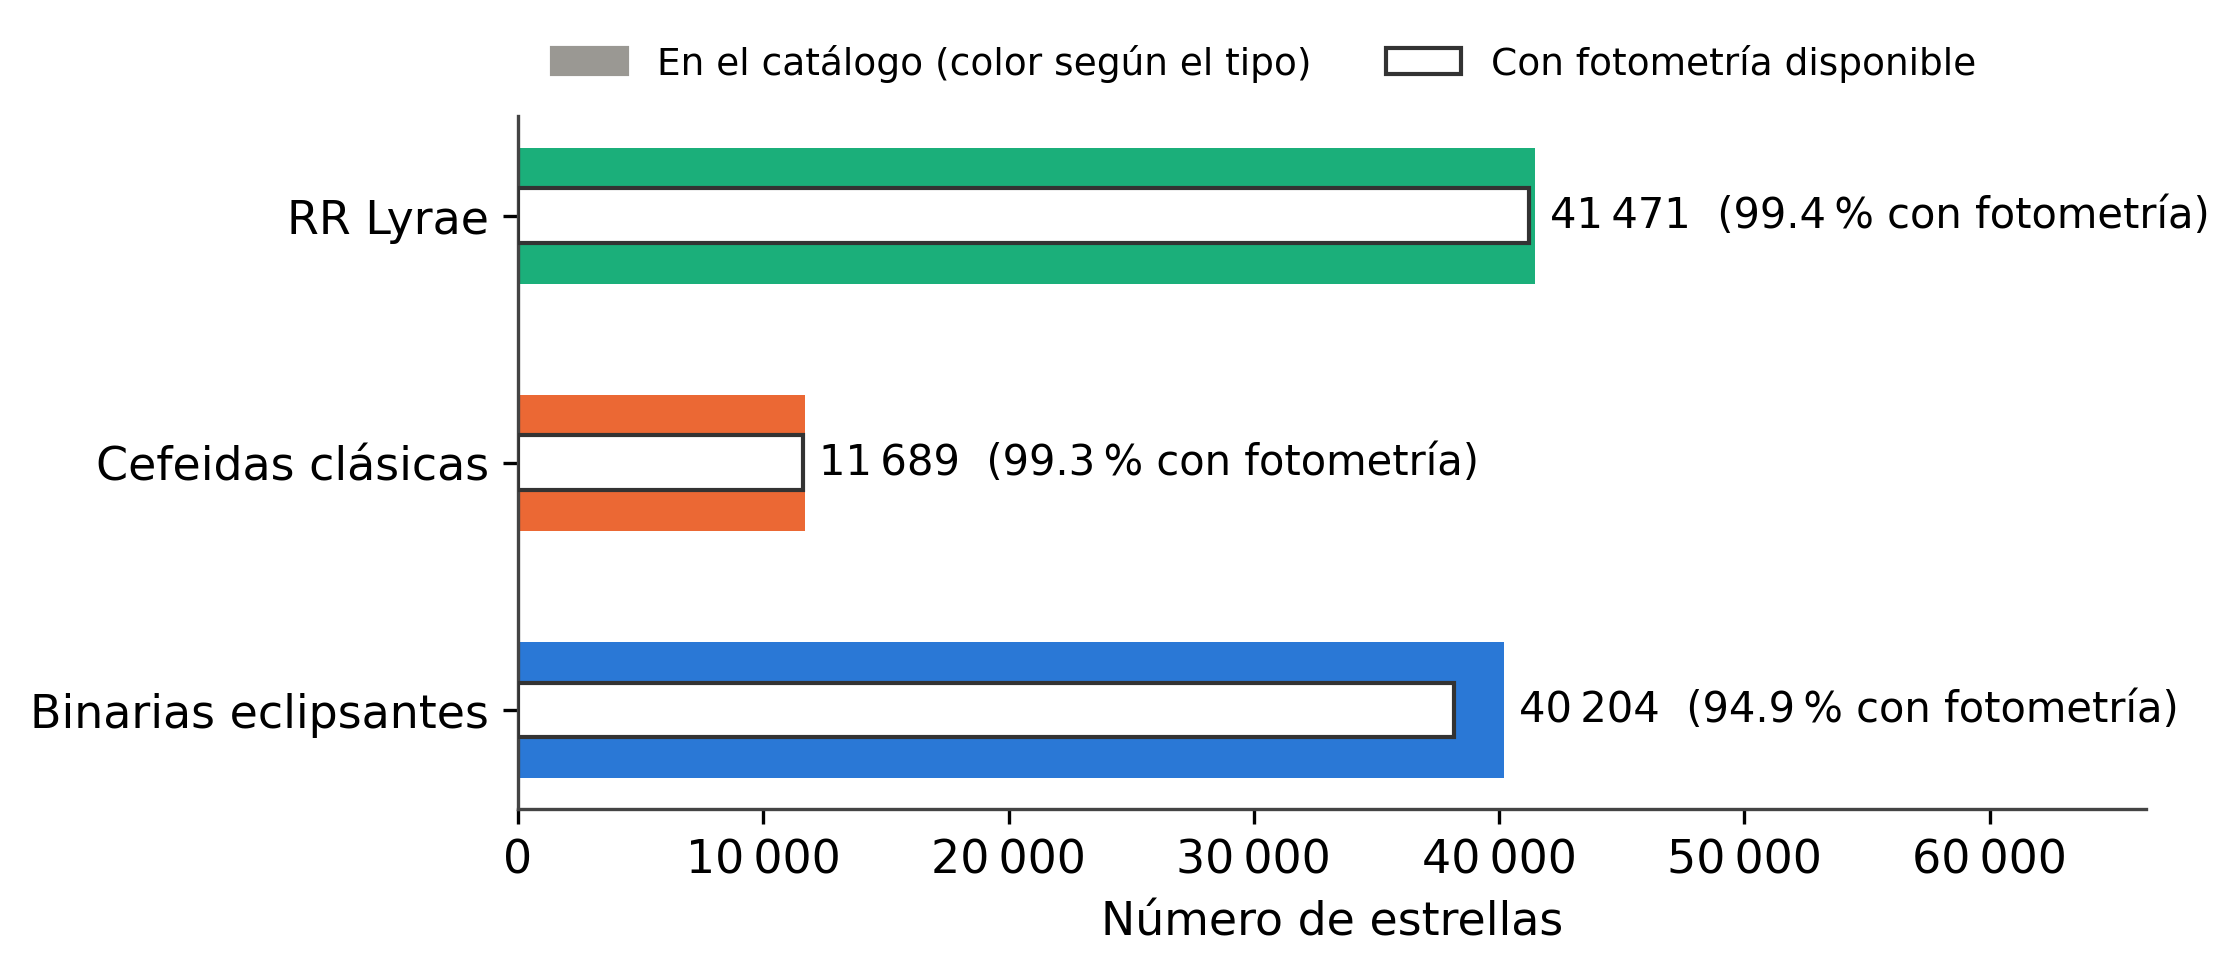 En el catálogo (color según el tipo) Con fotometría disponible
RR Lyrae 41 471 (99.4 % con fotometría)
Cefeidas clásicas 11 689 (99.3 % con fotometría)
Binarias eclipsantes 40 204 (94.9 % con fotometría)
0 10 000 20 000 30 000 40 000 50 000 60 000
Número de estrellas